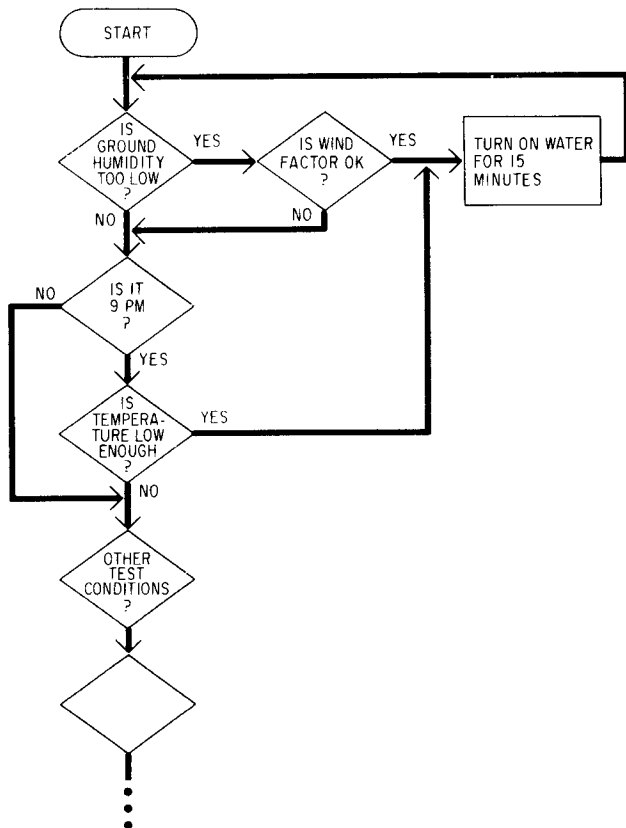 START
IS
GROUND
HUMIDITY
TOO LOW
?
YES
IS WIND
FACTOR OK
?
YES
TURN ON WATER
FOR 15
MINUTES
NO
NO
NO
IS IT
9 PM
?
YES
IS
TEMPERA-
TURE LOW
ENOUGH
?
YES
NO
OTHER
TEST
CONDITIONS
?